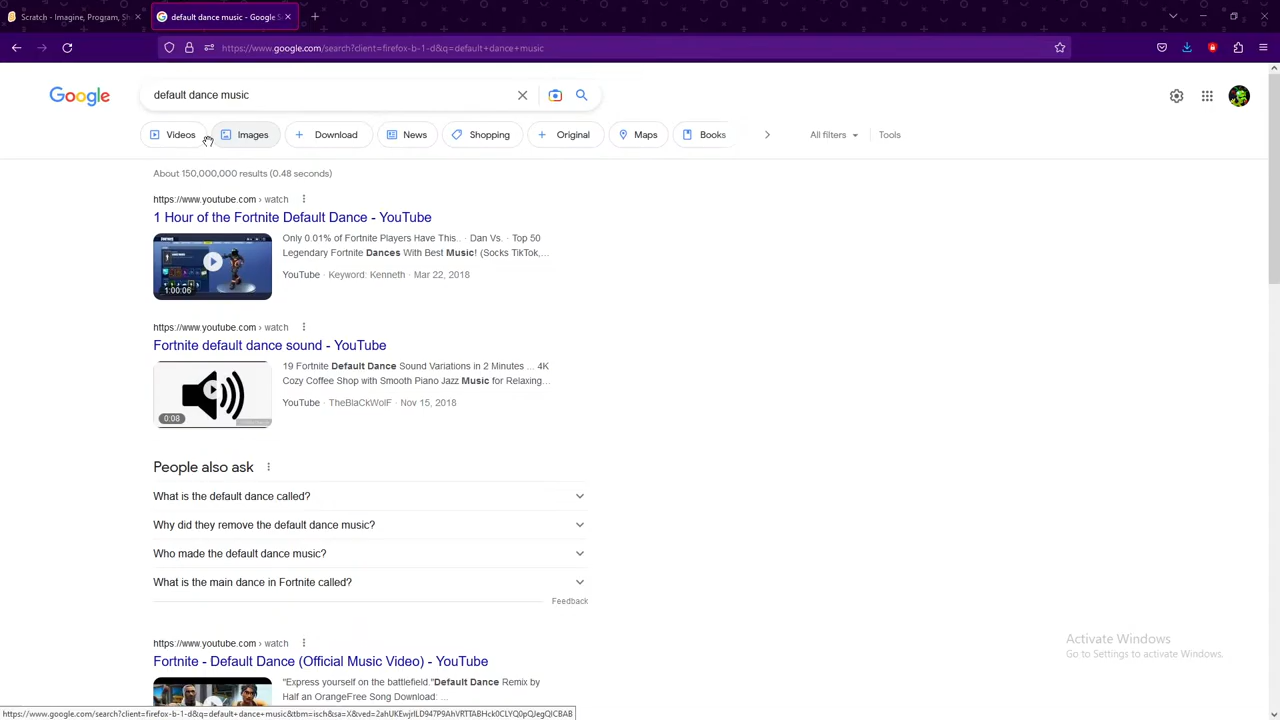 Scratch - Imagine, Program, Sh
default dance music - Google S
https://www.google.com/search?client=firefox-b-1-d&q=default+dance+music
Google
default dance music
Videos
Images
Download
News
Shopping
Original
Maps
Books
All filters
Tools
About 150,000,000 results (0.48 seconds)
https://www.youtube.com › watch
1 Hour of the Fortnite Default Dance - YouTube
Only 0.01% of Fortnite Players Have This.. · Dan Vs. · Top 50
Legendary Fortnite Dances With Best Music! (Socks TikTok,...
1:00:06
YouTube · Keyword: Kenneth · Mar 22, 2018
https://www.youtube.com › watch
Fortnite default dance sound - YouTube
19 Fortnite Default Dance Sound Variations in 2 Minutes ... 4K
Cozy Coffee Shop with Smooth Piano Jazz Music for Relaxing...
0:08
YouTube · TheBlaCkWolF · Nov 15, 2018
People also ask
What is the default dance called?
Why did they remove the default dance music?
Who made the default dance music?
What is the main dance in Fortnite called?
Feedback
https://www.youtube.com › watch
Fortnite - Default Dance (Official Music Video) - YouTube
"Express yourself on the battlefield."Default Dance Remix by
Half an OrangeFree Song Download: ...
Activate Windows
Go to Settings to activate Windows.